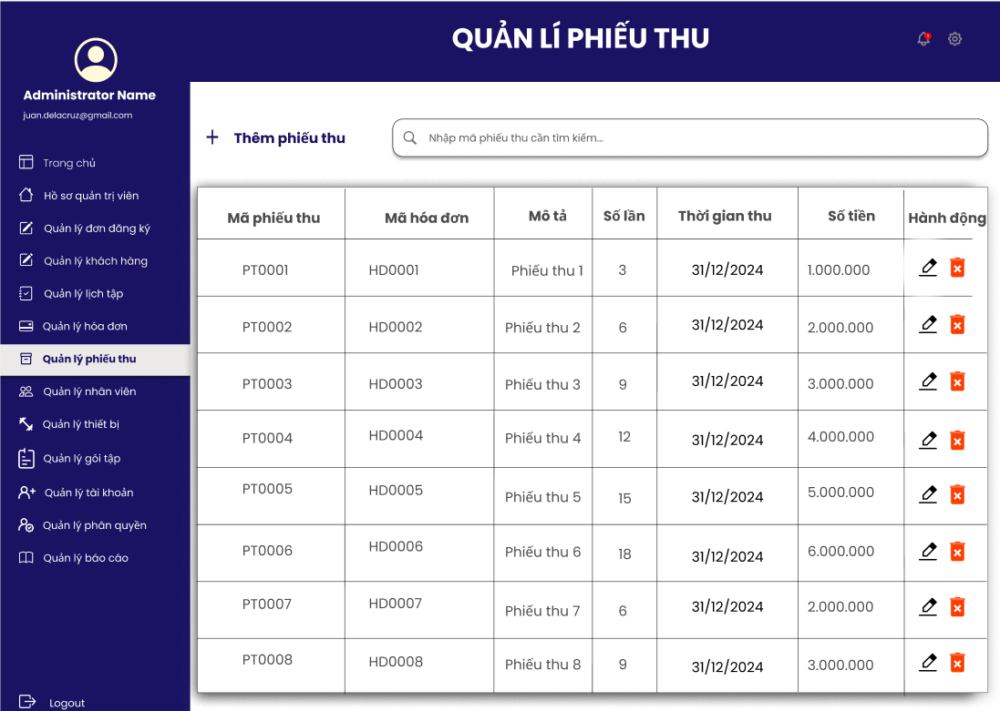 QUẢN LÍ PHIẾU THU
Administrator Name
juan.delacruz@gmail.com
Trang chủ
Hồ sơ quản trị viên
Quản lý đơn đăng ký
Quản lý khách hàng
Quản lý lịch tập
Quản lý hóa đơn
Quản lý phiếu thu
Quản lý nhân viên
Quản lý thiết bị
Quản lý gói tập
Quản lý tài khoản
Quản lý phân quyền
Quản lý báo cáo
Logout
+ Thêm phiếu thu
Nhập mã phiếu thu cần tìm kiếm...
Mã phiếu thu Mã hóa đơn Mô tả Số lần Thời gian thu Số tiền Hành động
PT0001 HD0001 Phiếu thu 1 3 31/12/2024 1.000.000
PT0002 HD0002 Phiếu thu 2 6 31/12/2024 2.000.000
PT0003 HD0003 Phiếu thu 3 9 31/12/2024 3.000.000
PT0004 HD0004 Phiếu thu 4 12 31/12/2024 4.000.000
PT0005 HD0005 Phiếu thu 5 15 31/12/2024 5.000.000
PT0006 HD0006 Phiếu thu 6 18 31/12/2024 6.000.000
PT0007 HD0007 Phiếu thu 7 6 31/12/2024 2.000.000
PT0008 HD0008 Phiếu thu 8 9 31/12/2024 3.000.000